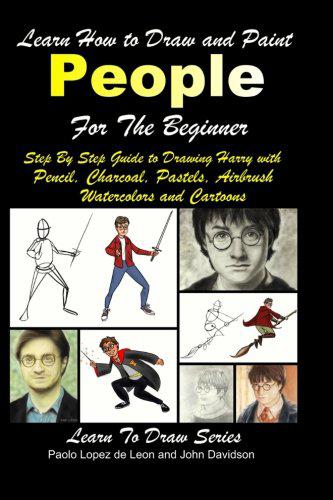 Learn How to Draw and Paint
People
For The Beginner
Step By Step Guide to Drawing Harry with
Pencil, Charcoal, Pastels, Airbrush
Watercolors and Cartoons
Learn To Draw Series
Paolo Lopez de Leon and John Davidson